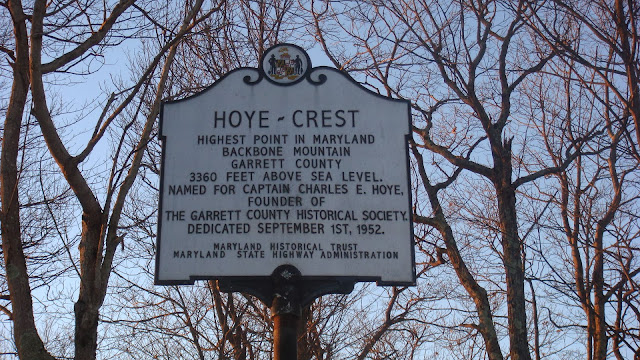 HOYE-CREST
HIGHEST POINT IN MARYLAND
BACKBONE MOUNTAIN
GARRETT COUNTY
3360 FEET ABOVE SEA LEVEL.
NAMED FOR CAPTAIN CHARLES E. HOYE,
FOUNDER OF
THE GARRETT COUNTY HISTORICAL SOCIETY.
DEDICATED SEPTEMBER 1ST, 1952.
MARYLAND HISTORICAL TRUST
MARYLAND STATE HIGHWAY ADMINISTRATION